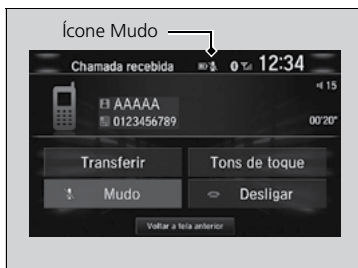 Ícone Mudo
Chamada recebida 12:34
15
AAAAA
0123456789
00'20"
Transferir Tons de toque
Mudo Desligar
Voltar a tela anterior